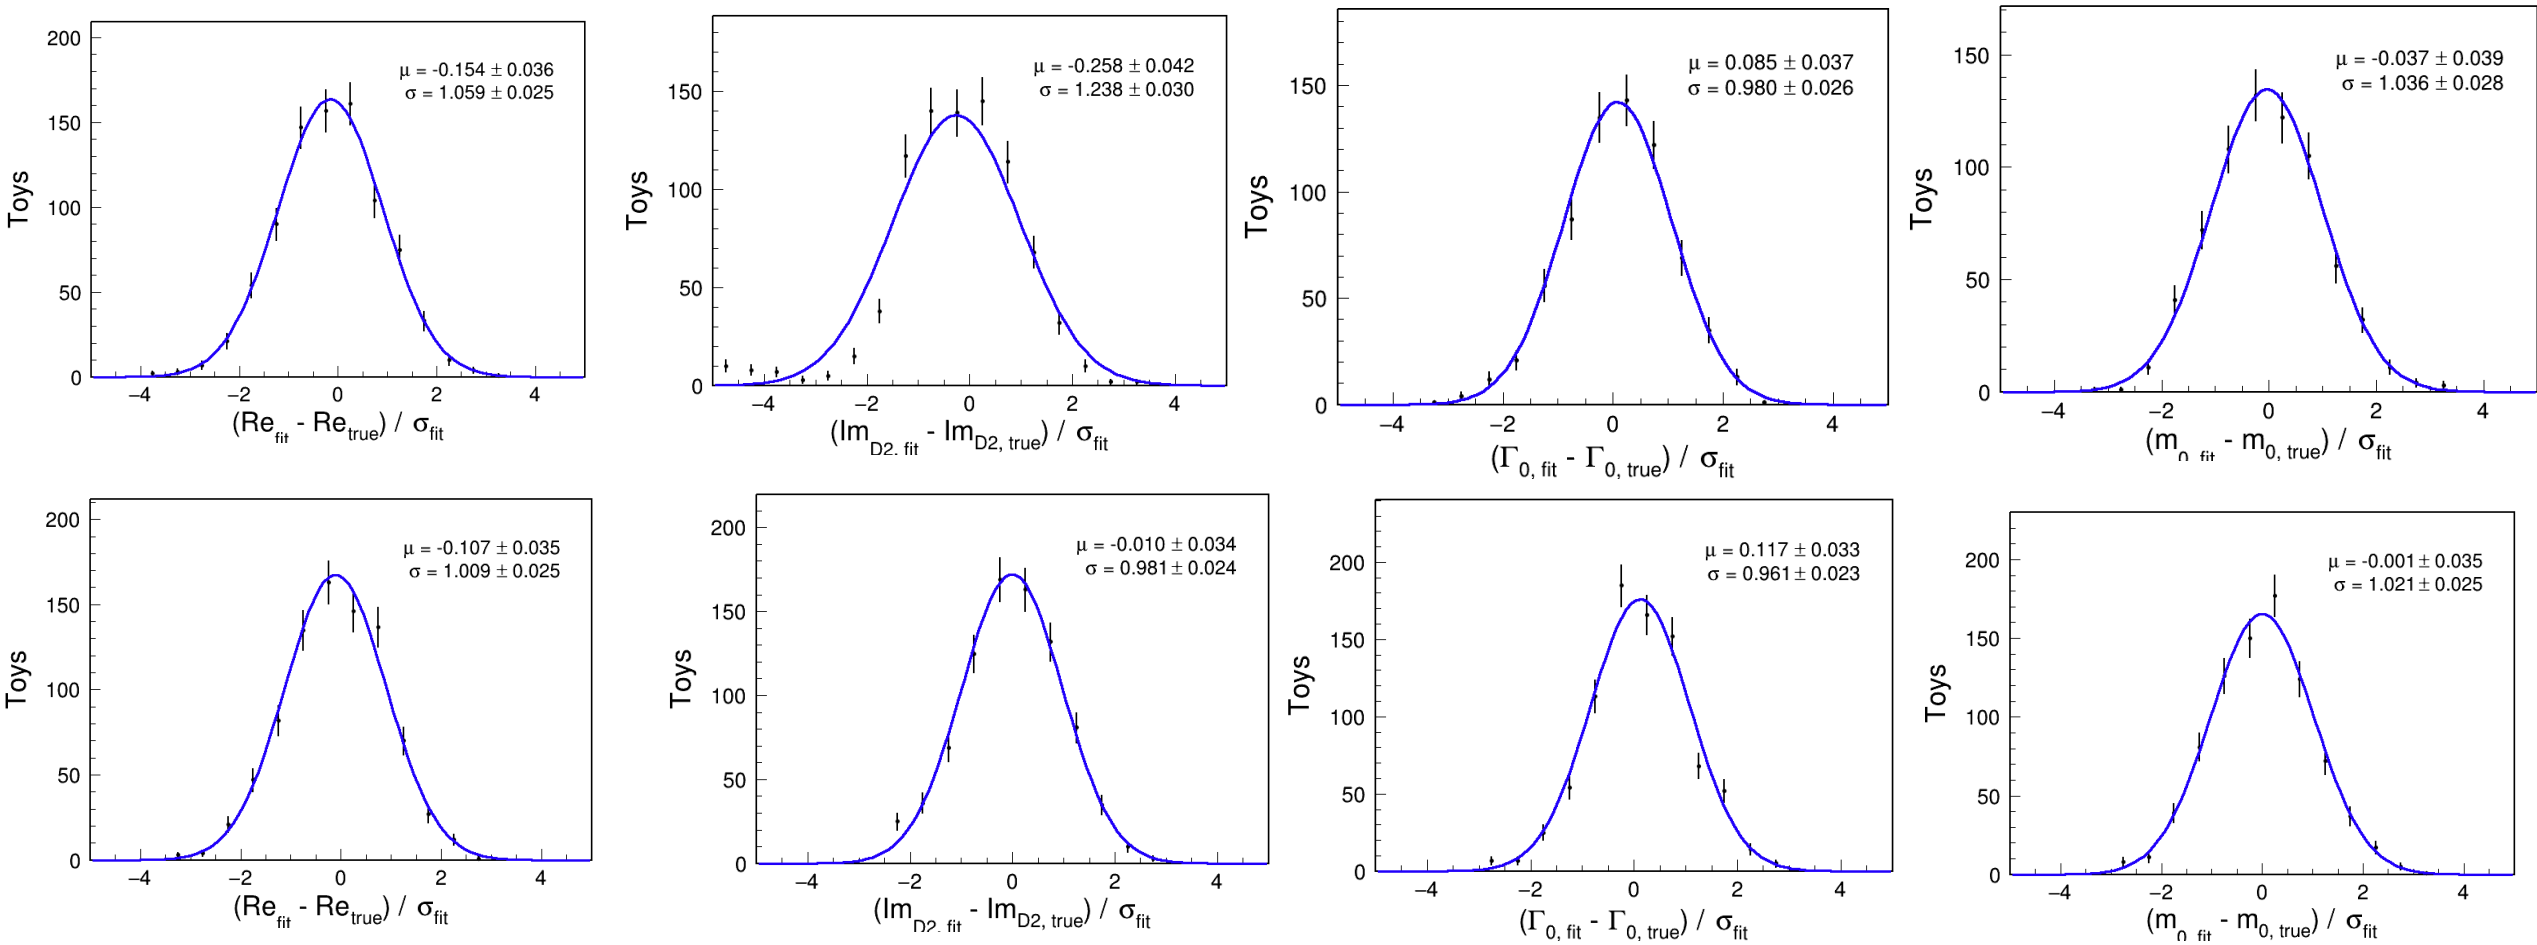 Toys
200
150
100
50
0
μ = -0.154 ± 0.036
σ = 1.059 ± 0.025
−4 −2 0 2 4
(Re_fit - Re_true) / σ_fit
Toys
150
100
50
0
μ = -0.258 ± 0.042
σ = 1.238 ± 0.030
−4 −2 0 2 4
(Im_D2, fit - Im_D2, true) / σ_fit
Toys
150
100
50
0
μ = 0.085 ± 0.037
σ = 0.980 ± 0.026
−4 −2 0 2 4
(Γ_0, fit - Γ_0, true) / σ_fit
Toys
150
100
50
0
μ = -0.037 ± 0.039
σ = 1.036 ± 0.028
−4 −2 0 2 4
(m_0, fit - m_0, true) / σ_fit
Toys
200
150
100
50
0
μ = -0.107 ± 0.035
σ = 1.009 ± 0.025
−4 −2 0 2 4
(Re_fit - Re_true) / σ_fit
Toys
200
150
100
50
0
μ = -0.010 ± 0.034
σ = 0.981 ± 0.024
−4 −2 0 2 4
(Im_D2, fit - Im_D2, true) / σ_fit
Toys
200
150
100
50
0
μ = 0.117 ± 0.033
σ = 0.961 ± 0.023
−4 −2 0 2 4
(Γ_0, fit - Γ_0, true) / σ_fit
Toys
200
150
100
50
0
μ = -0.001 ± 0.035
σ = 1.021 ± 0.025
−4 −2 0 2 4
(m_0, fit - m_0, true) / σ_fit